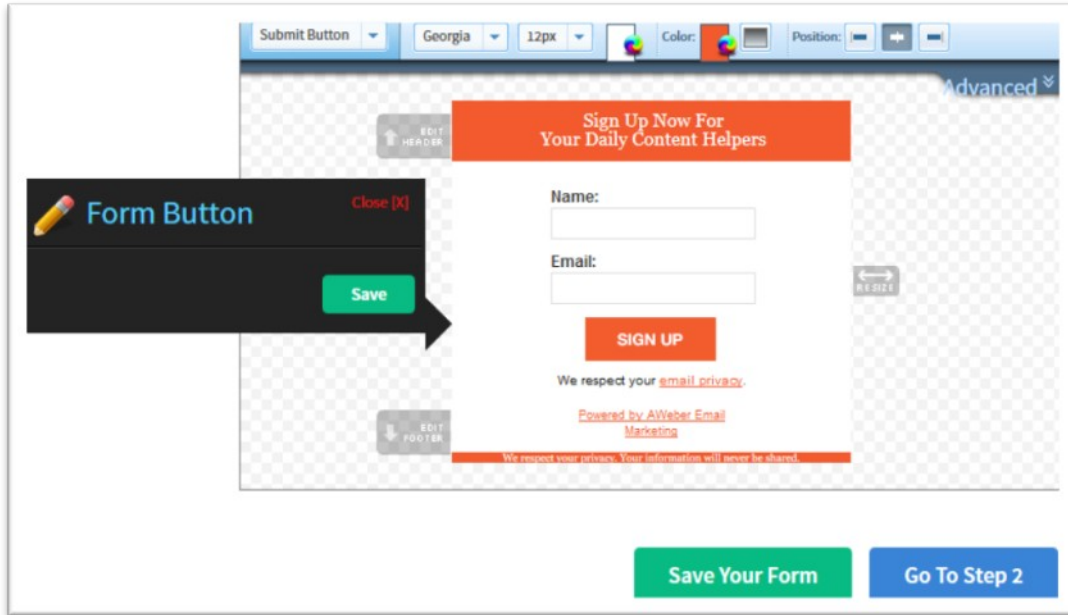 Submit Button
Georgia
12px
Color:
Position:
Advanced
Sign Up Now For
Your Daily Content Helpers
EDIT
HEADER
Form Button
Close [X]
Save
Name:
Email:
RESIZE
SIGN UP
We respect your email privacy.
Powered by AWeber Email
Marketing
EDIT
FOOTER
We respect your privacy. Your information will never be shared.
Save Your Form
Go To Step 2